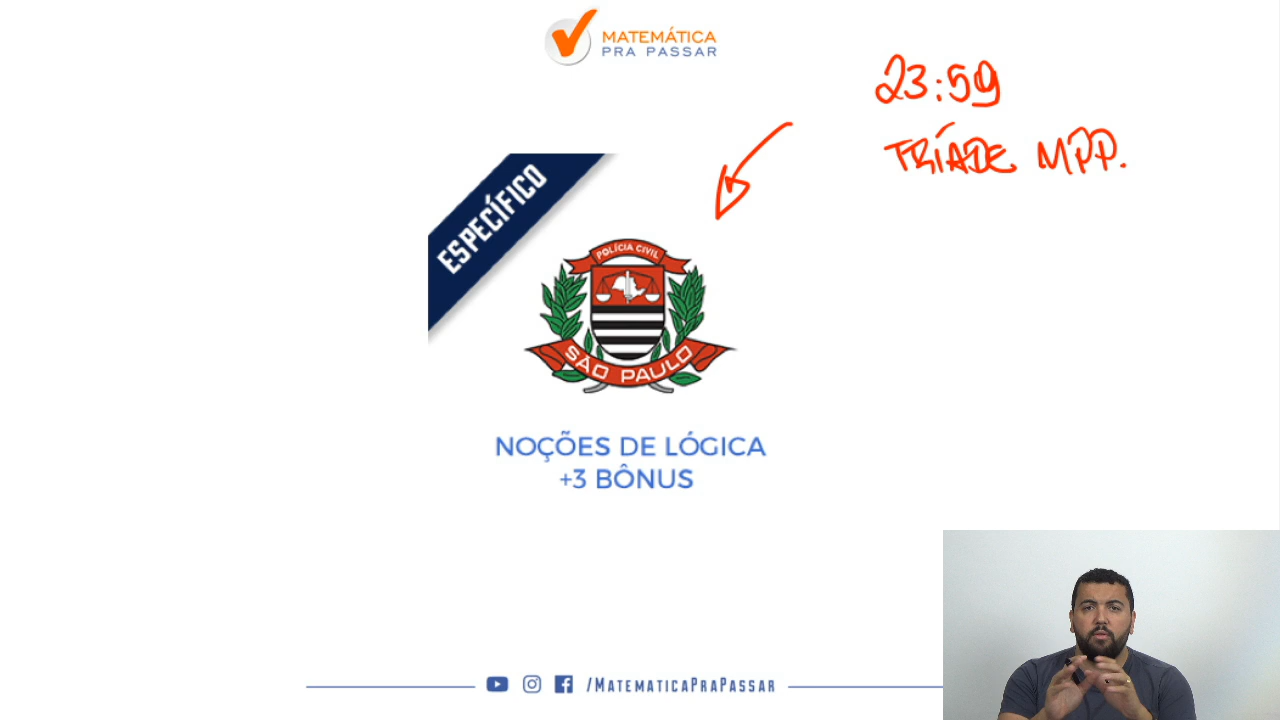 MATEMÁTICA
PRA PASSAR
23:59
TRÍADE MPP.
ESPECÍFICO
POLÍCIA CIVIL
SÃO PAULO
NOÇÕES DE LÓGICA
+3 BÔNUS
/MATEMATICAPRAPASSAR